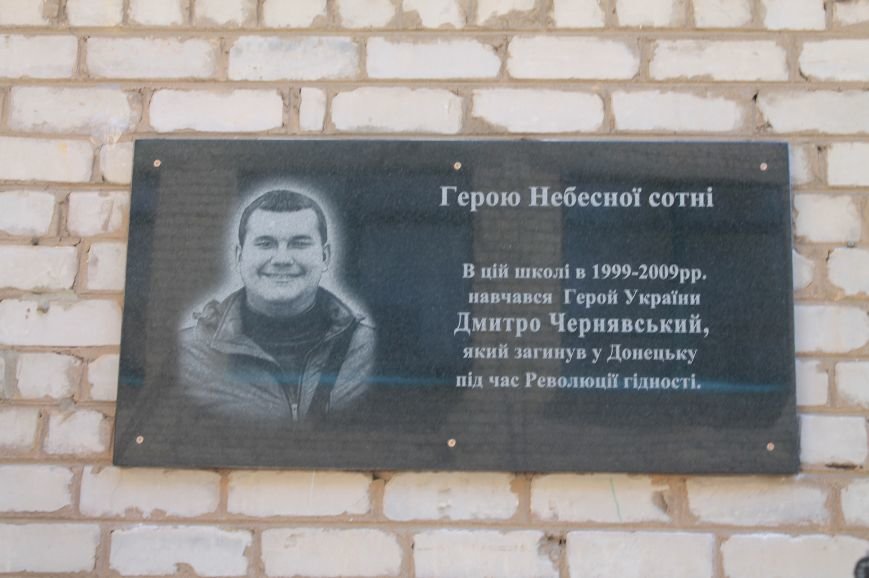 Герою Небесної сотні
В цій школі в 1999-2009рр.
навчався Герой України
Дмитро Чернявський,
який загинув у Донецьку
під час Революції гідності.